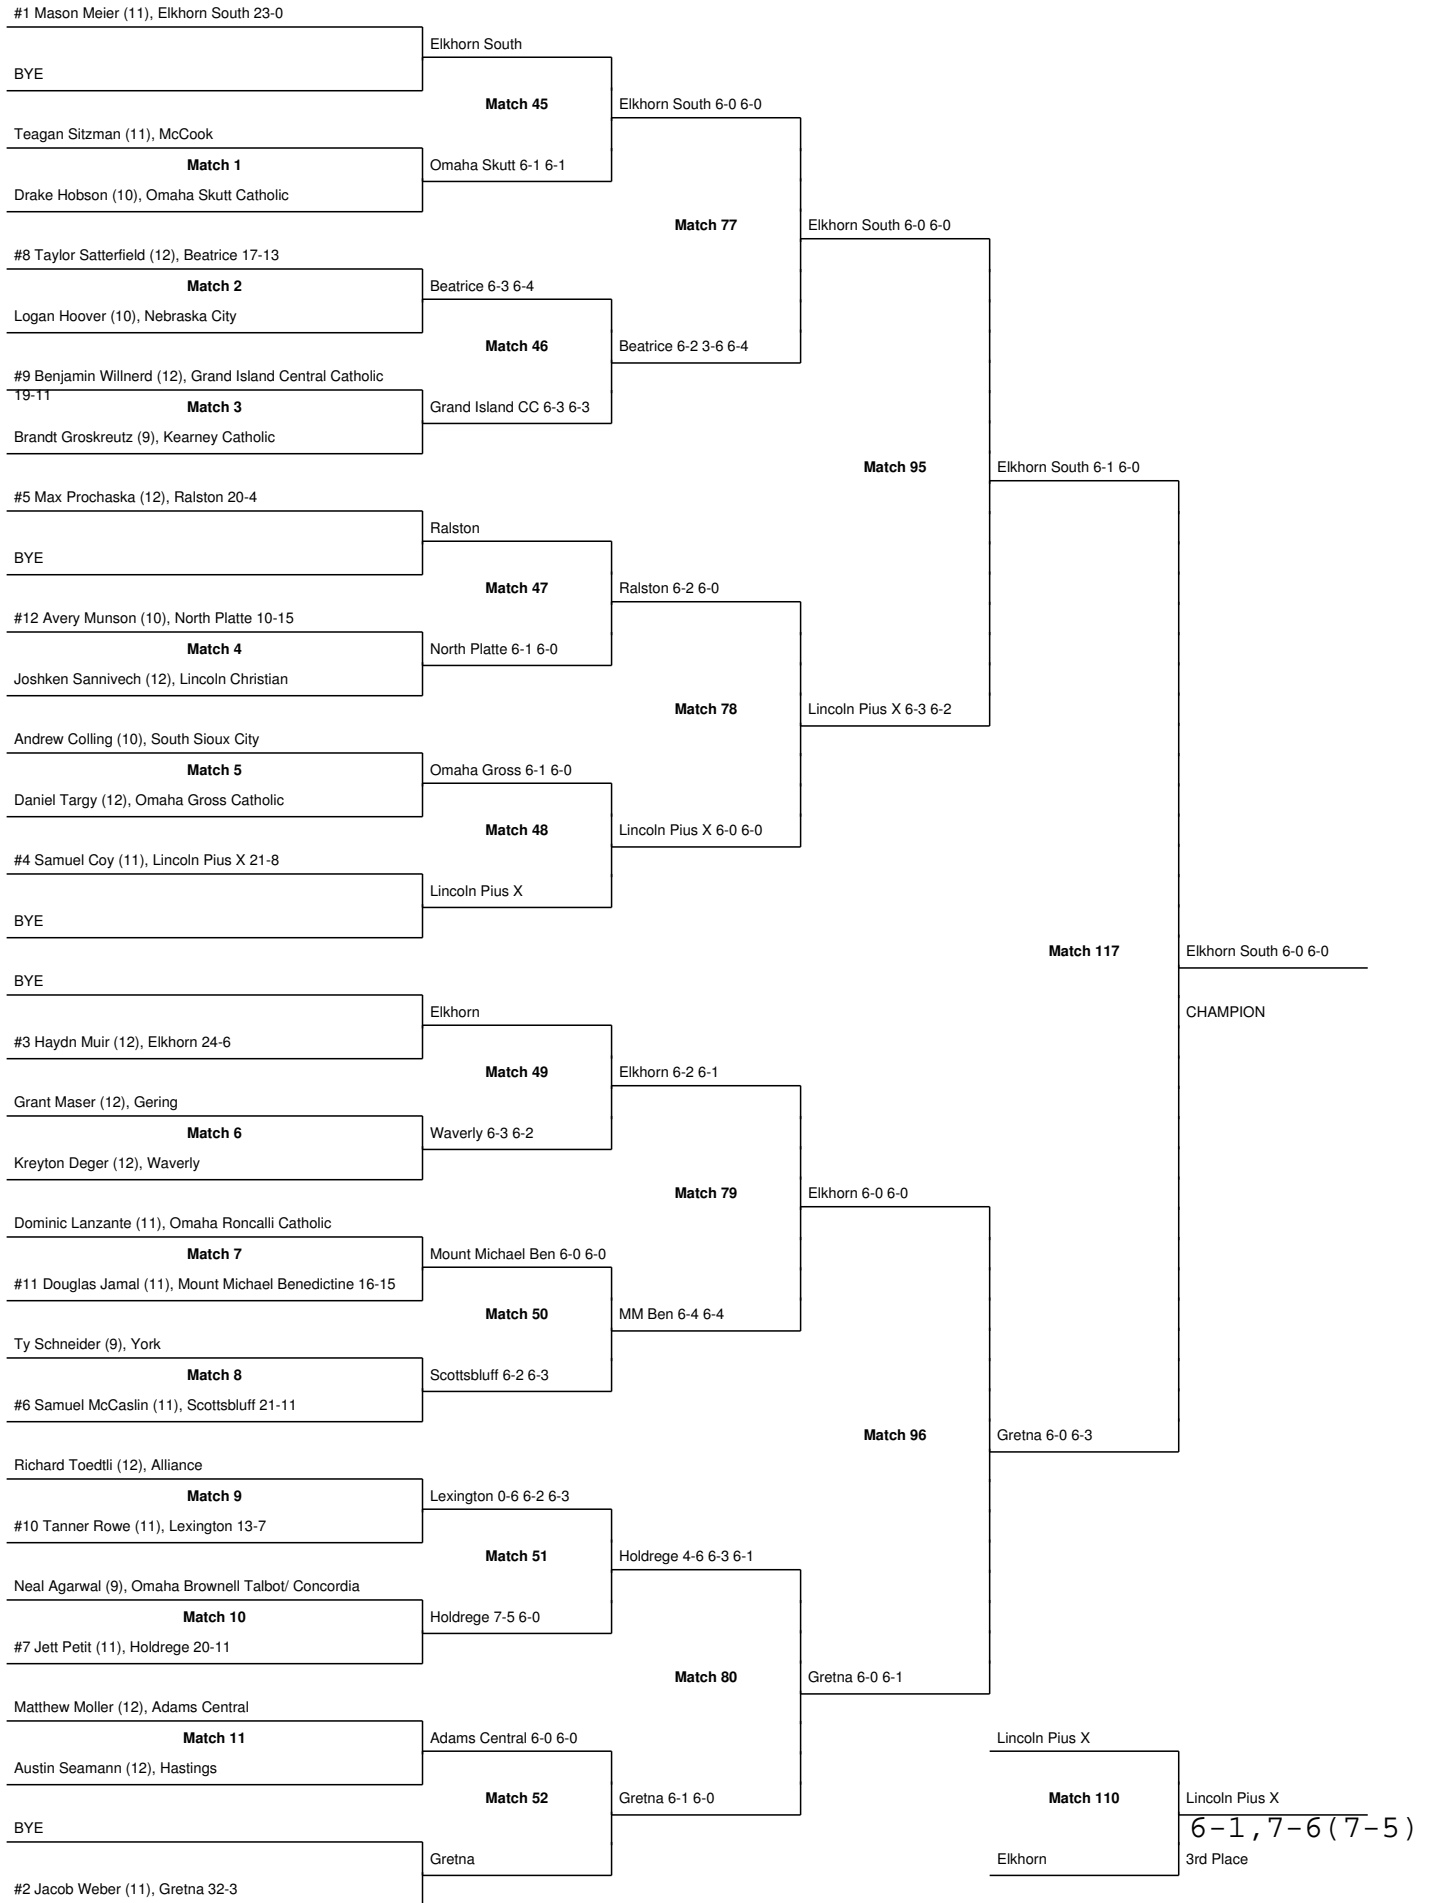 #1 Mason Meier (11), Elkhorn South 23-0
Elkhorn South
BYE
Match 45
Elkhorn South 6-0 6-0
Teagan Sitzman (11), McCook
Match 1
Omaha Skutt 6-1 6-1
Drake Hobson (10), Omaha Skutt Catholic
Match 77
Elkhorn South 6-0 6-0
#8 Taylor Satterfield (12), Beatrice 17-13
Match 2
Beatrice 6-3 6-4
Logan Hoover (10), Nebraska City
Match 46
Beatrice 6-2 3-6 6-4
#9 Benjamin Willnerd (12), Grand Island Central Catholic
19-11
Match 3
Grand Island CC 6-3 6-3
Brandt Groskreutz (9), Kearney Catholic
Match 95
Elkhorn South 6-1 6-0
#5 Max Prochaska (12), Ralston 20-4
Ralston
BYE
Match 47
Ralston 6-2 6-0
#12 Avery Munson (10), North Platte 10-15
Match 4
North Platte 6-1 6-0
Joshken Sannivech (12), Lincoln Christian
Match 78
Lincoln Pius X 6-3 6-2
Andrew Colling (10), South Sioux City
Match 5
Omaha Gross 6-1 6-0
Daniel Targy (12), Omaha Gross Catholic
Match 48
Lincoln Pius X 6-0 6-0
#4 Samuel Coy (11), Lincoln Pius X 21-8
Lincoln Pius X
BYE
Match 117
Elkhorn South 6-0 6-0
BYE
Elkhorn
CHAMPION
#3 Haydn Muir (12), Elkhorn 24-6
Match 49
Elkhorn 6-2 6-1
Grant Maser (12), Gering
Match 6
Waverly 6-3 6-2
Kreyton Deger (12), Waverly
Match 79
Elkhorn 6-0 6-0
Dominic Lanzante (11), Omaha Roncalli Catholic
Match 7
Mount Michael Ben 6-0 6-0
#11 Douglas Jamal (11), Mount Michael Benedictine 16-15
Match 50
MM Ben 6-4 6-4
Ty Schneider (9), York
Match 8
Scottsbluff 6-2 6-3
#6 Samuel McCaslin (11), Scottsbluff 21-11
Match 96
Gretna 6-0 6-3
Richard Toedtli (12), Alliance
Match 9
Lexington 0-6 6-2 6-3
#10 Tanner Rowe (11), Lexington 13-7
Match 51
Holdrege 4-6 6-3 6-1
Neal Agarwal (9), Omaha Brownell Talbot/ Concordia
Match 10
Holdrege 7-5 6-0
#7 Jett Petit (11), Holdrege 20-11
Match 80
Gretna 6-0 6-1
Matthew Moller (12), Adams Central
Match 11
Adams Central 6-0 6-0
Lincoln Pius X
Austin Seamann (12), Hastings
Match 52
Gretna 6-1 6-0
Match 110
Lincoln Pius X
6-1,7-6(7-5)
BYE
Gretna
Elkhorn
3rd Place
#2 Jacob Weber (11), Gretna 32-3